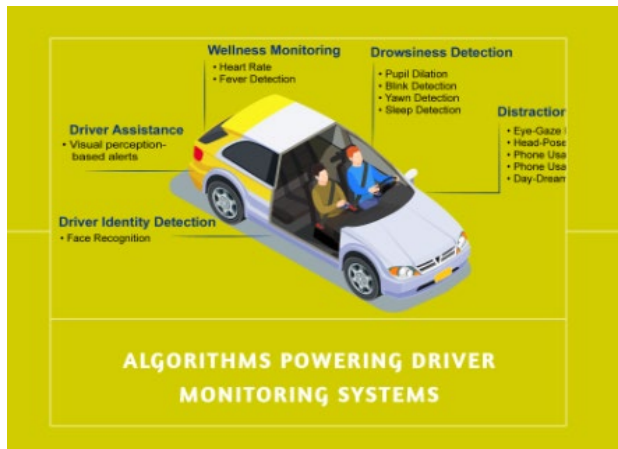 Wellness Monitoring
• Heart Rate
• Fever Detection
Drowsiness Detection
• Pupil Dilation
• Blink Detection
• Yawn Detection
• Sleep Detection
Distraction
• Eye-Gaze
• Head-Pose
• Phone
• Phone
• Day-Dream
Driver Assistance
• Visual perception-
based alerts
Driver Identity Detection
• Face Recognition
ALGORITHMS POWERING DRIVER
MONITORING SYSTEMS